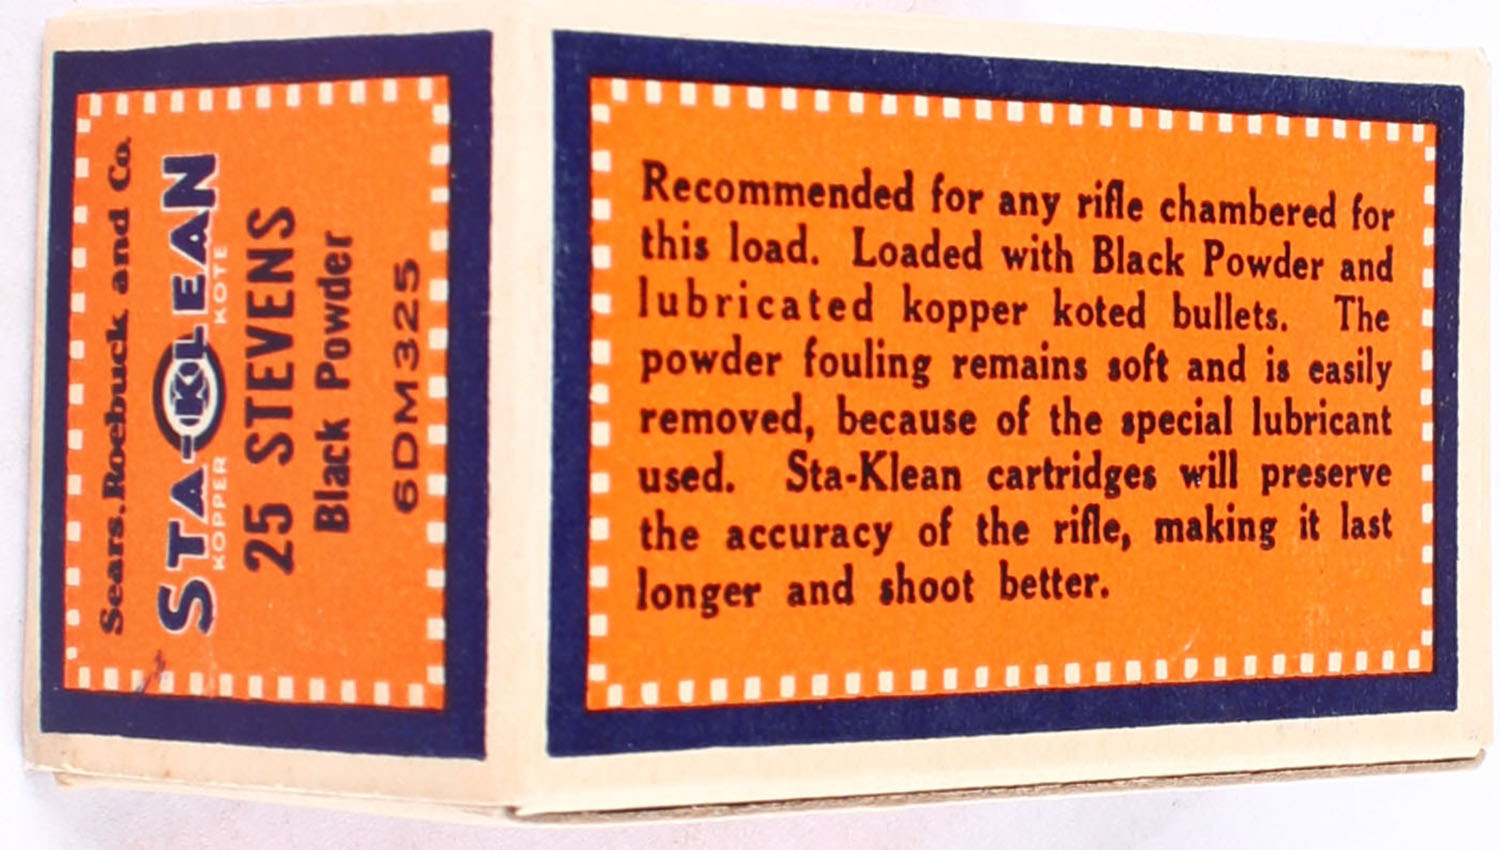 Sears, Roebuck and Co.
STA-KLEAN
KOPPER KOTE
25 STEVENS
Black Powder
6DM325
Recommended for any rifle chambered for
this load. Loaded with Black Powder and
lubricated kopper koted bullets. The
powder fouling remains soft and is easily
removed, because of the special lubricant
used. Sta-Klean cartridges will preserve
the accuracy of the rifle, making it last
longer and shoot better.